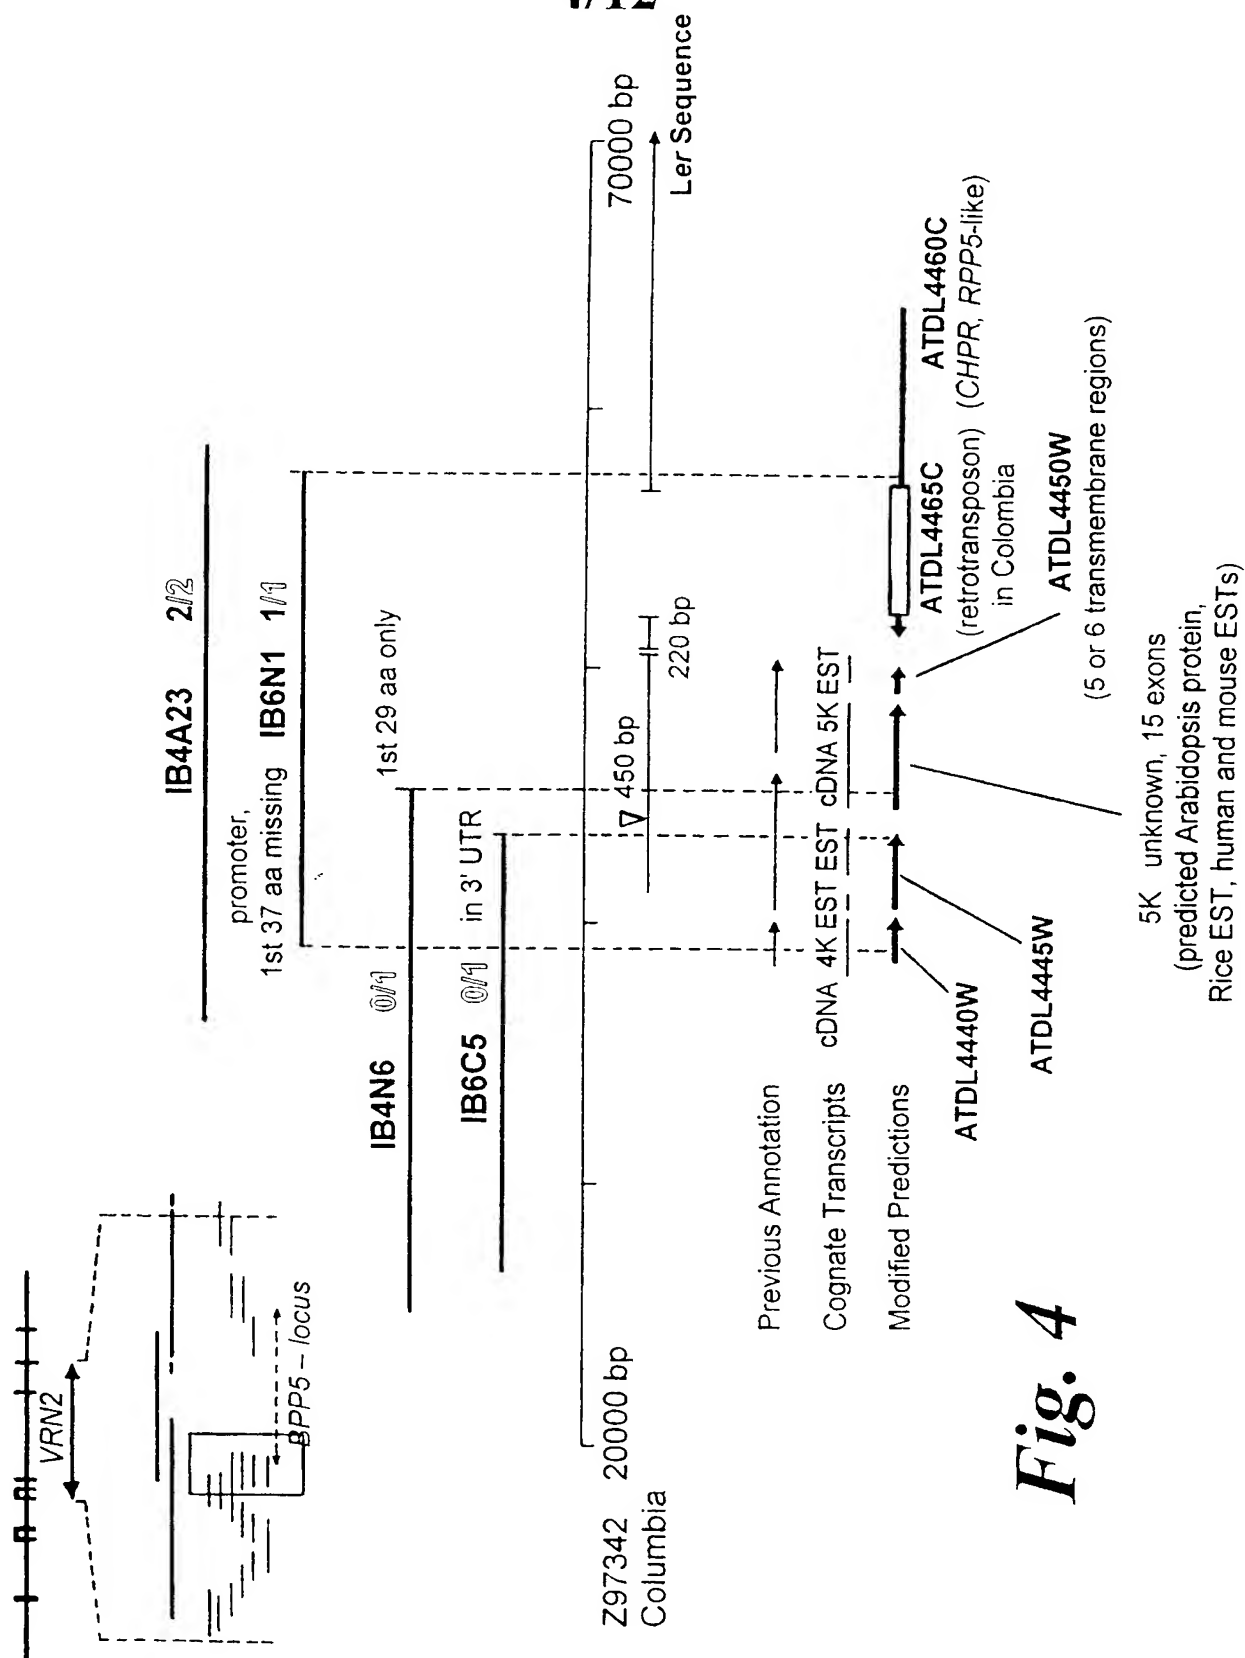 4/12
VRN2
BPP5 – locus
IB4A23 2/2
promoter,
1st 37 aa missing IB6N1 1/1
IB4N6 0/1 1st 29 aa only
IB6C5 0/1 in 3' UTR
Z97342 20000 bp 70000 bp
Columbia
450 bp
220 bp
Ler Sequence
Previous Annotation
Cognate Transcripts cDNA 4K EST EST cDNA 5K EST
Modified Predictions
ATDL4440W
ATDL4445W
ATDL4465C ATDL4460C
(retrotransposon) (CHPR, RPP5-like)
in Colombia
ATDL4450W
(5 or 6 transmembrane regions)
5K unknown, 15 exons
(predicted Arabidopsis protein,
Rice EST, human and mouse ESTs)
Fig. 4